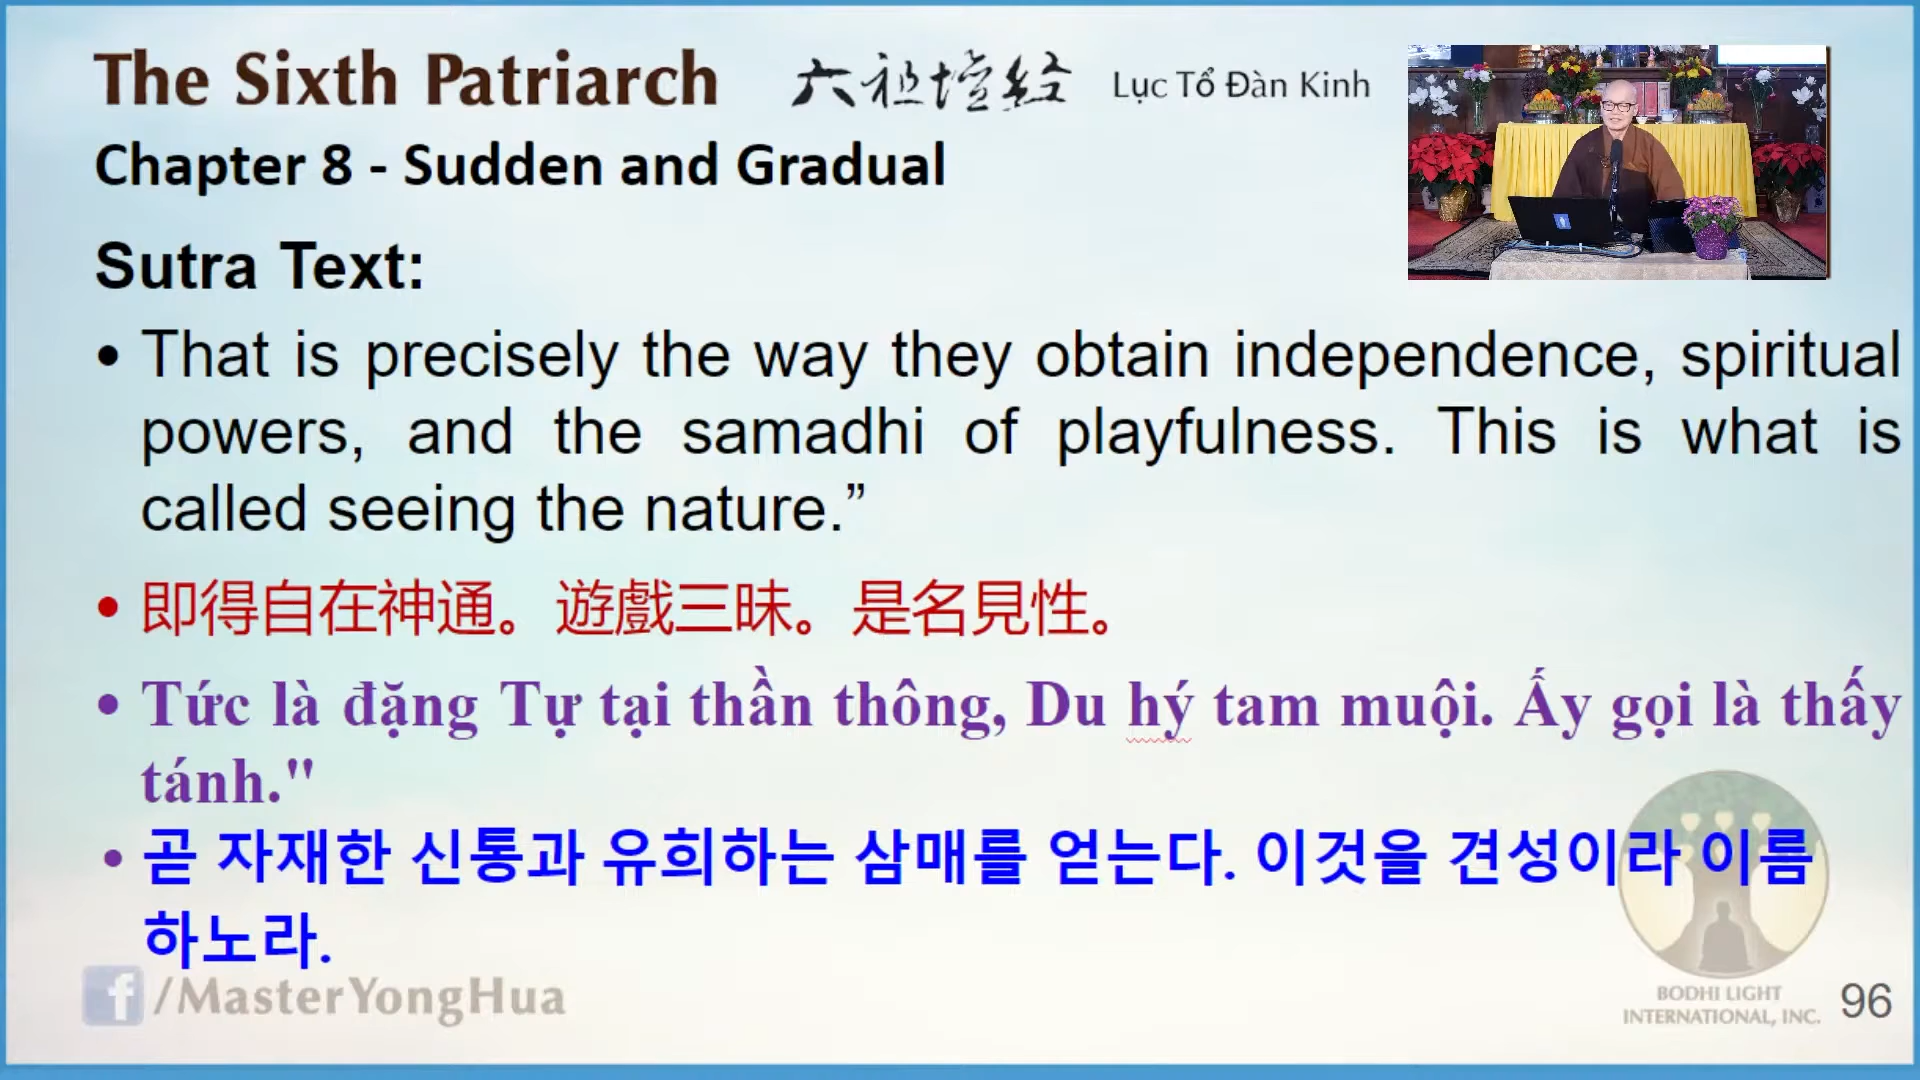 The Sixth Patriarch 六祖壇經 Lục Tổ Đàn Kinh
Chapter 8 - Sudden and Gradual
Sutra Text:
• That is precisely the way they obtain independence, spiritual
powers, and the samadhi of playfulness. This is what is
called seeing the nature.”
• 即得自在神通。遊戲三昧。是名見性。
• Tức là đặng Tự tại thần thông, Du hý tam muội. Ấy gọi là thấy
tánh."
• 곧 자재한 신통과 유희하는 삼매를 얻는다. 이것을 견성이라 이름
하노라.
f/MasterYongHua
BODHI LIGHT
INTERNATIONAL, INC.
96